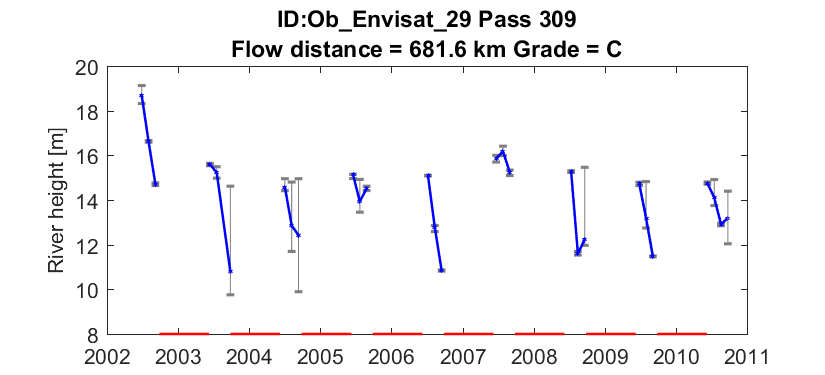 ID:Ob_Envisat_29 Pass 309
Flow distance = 681.6 km Grade = C
River height [m]
20
18
16
14
12
10
8
2002 2003 2004 2005 2006 2007 2008 2009 2010 2011